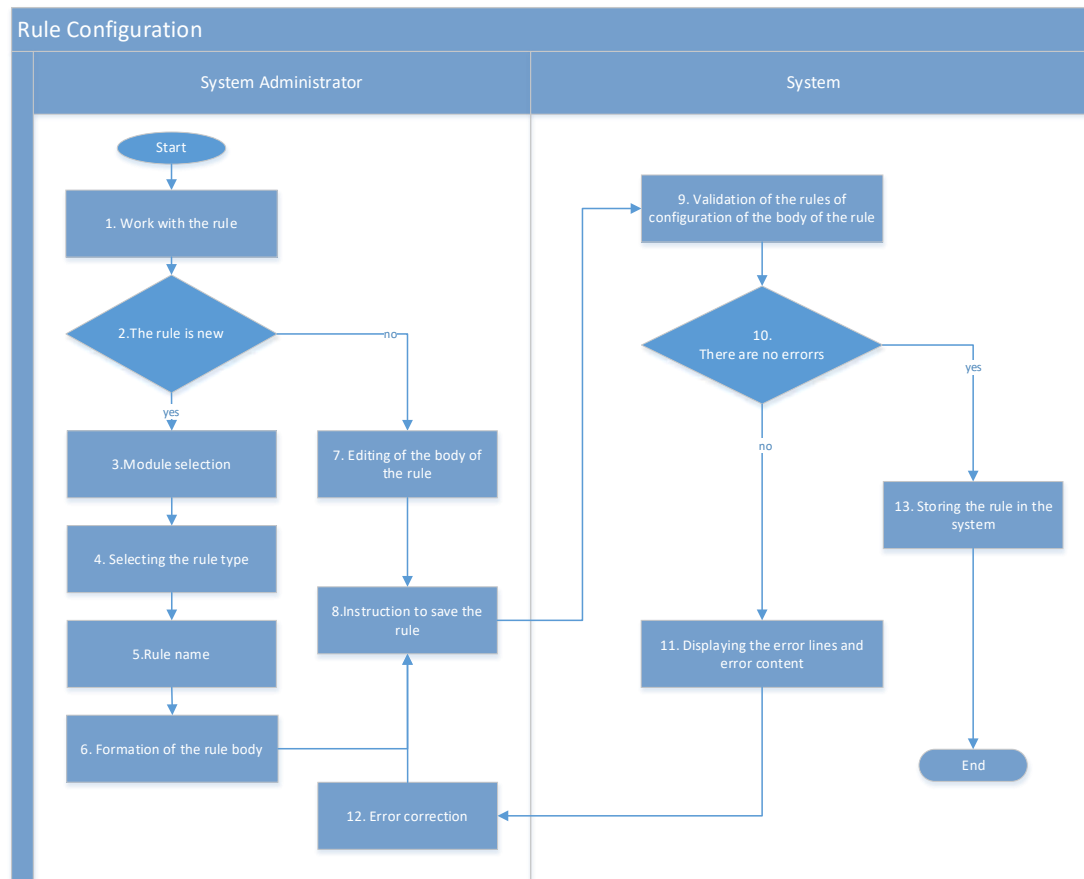 Rule Configuration
System Administrator
System
Start
1. Work with the rule
2.The rule is new
no
yes
3.Module selection
4. Selecting the rule type
5.Rule name
6. Formation of the rule body
7. Editing of the body of
the rule
8.Instruction to save the
rule
9. Validation of the rules of
configuration of the body of the rule
10.
There are no errorrs
yes
no
11. Displaying the error lines and
error content
12. Error correction
13. Storing the rule in the
system
End